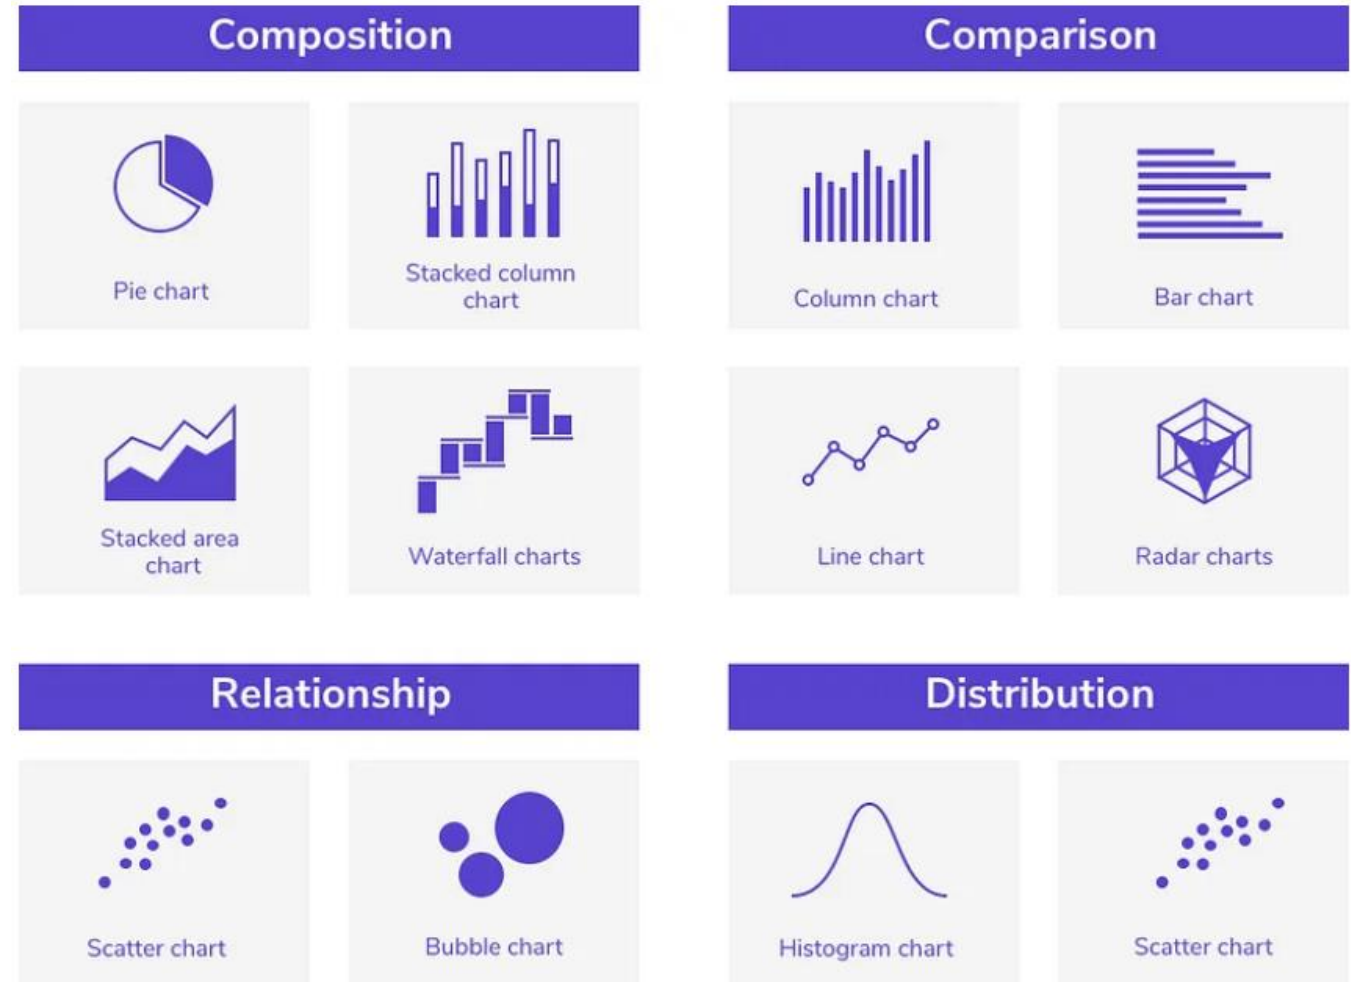 Composition
Pie chart
Stacked column
chart
Stacked area
chart
Waterfall charts
Comparison
Column chart
Bar chart
Line chart
Radar charts
Relationship
Scatter chart
Bubble chart
Distribution
Histogram chart
Scatter chart